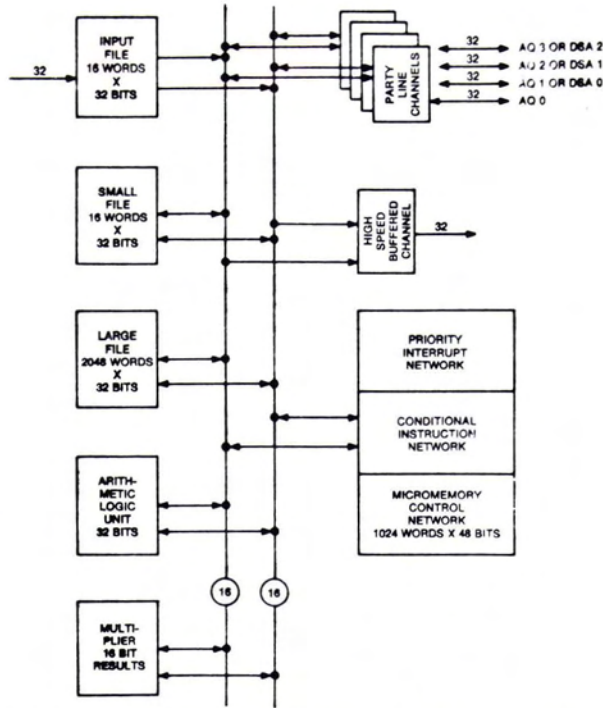 INPUT
FILE
16 WORDS
X
32 BITS
32
PARTY
LINE
CHANNELS
32
AQ 3 OR DSA 2
32
AQ 2 OR DSA 1
32
AQ 1 OR DSA 0
32
AQ 0
SMALL
FILE
16 WORDS
X
32 BITS
HIGH
SPEED
BUFFERED
CHANNEL
32
LARGE
FILE
2048 WORDS
X
32 BITS
PRIORITY
INTERRUPT
NETWORK
CONDITIONAL
INSTRUCTION
NETWORK
MICROMEMORY
CONTROL
NETWORK
1024 WORDS X 48 BITS
ARITH-
METIC
LOGIC
UNIT
32 BITS
16
16
MULTI-
PLIER
16 BIT
RESULTS